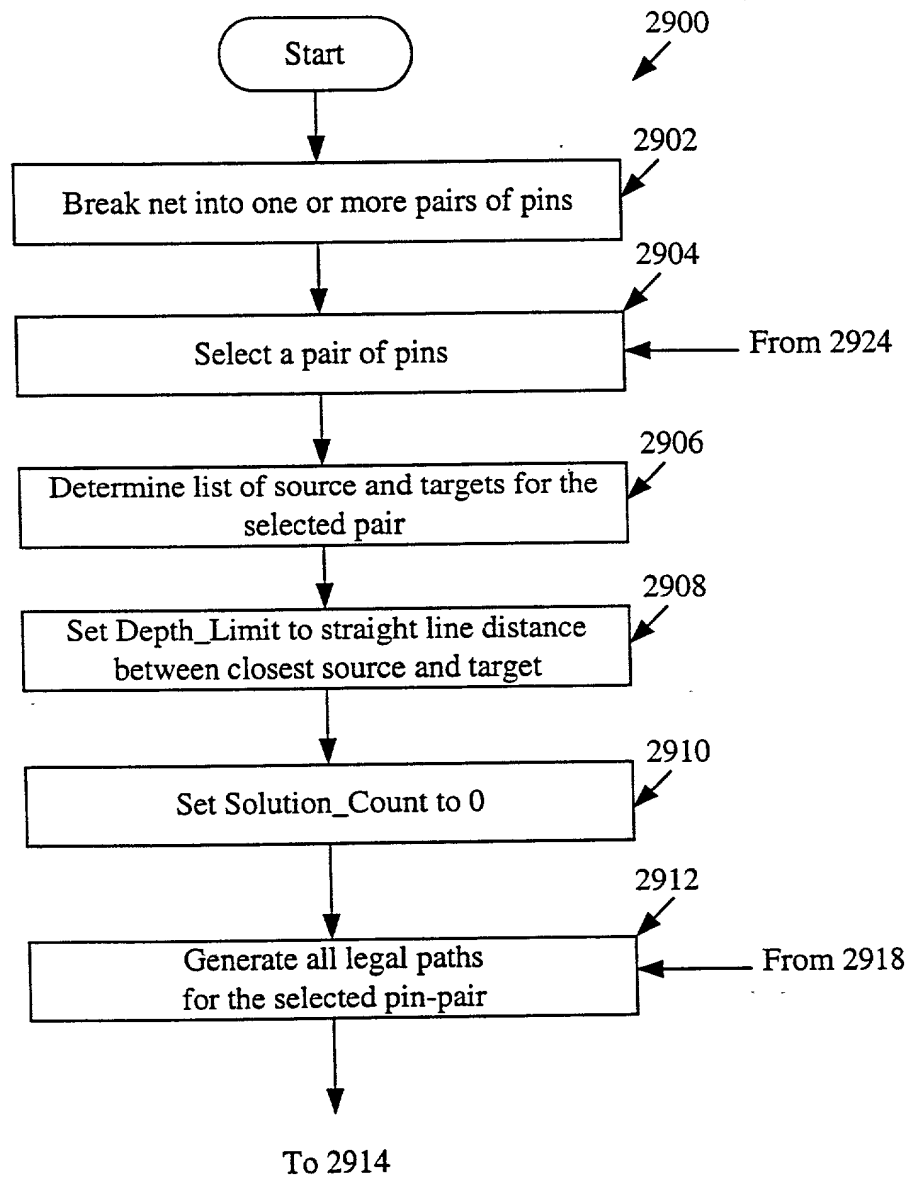 2900
Start
2902
Break net into one or more pairs of pins
2904
Select a pair of pins
From 2924
2906
Determine list of source and targets for the
selected pair
2908
Set Depth_Limit to straight line distance
between closest source and target
2910
Set Solution_Count to 0
2912
Generate all legal paths
for the selected pin-pair
From 2918
To 2914